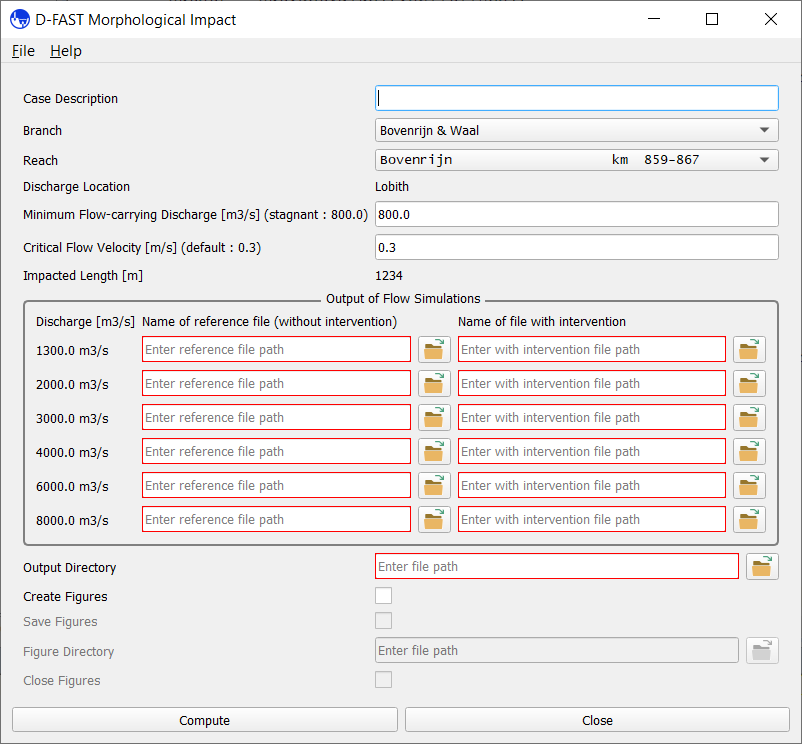 D-FAST Morphological Impact
File Help
Case Description
Branch Bovenrijn & Waal
Reach Bovenrijn km 859-867
Discharge Location Lobith
Minimum Flow-carrying Discharge [m3/s] (stagnant : 800.0) 800.0
Critical Flow Velocity [m/s] (default : 0.3) 0.3
Impacted Length [m] 1234
Output of Flow Simulations
Discharge [m3/s] Name of reference file (without intervention) Name of file with intervention
1300.0 m3/s Enter reference file path Enter with intervention file path
2000.0 m3/s Enter reference file path Enter with intervention file path
3000.0 m3/s Enter reference file path Enter with intervention file path
4000.0 m3/s Enter reference file path Enter with intervention file path
6000.0 m3/s Enter reference file path Enter with intervention file path
8000.0 m3/s Enter reference file path Enter with intervention file path
Output Directory Enter file path
Create Figures
Save Figures
Figure Directory Enter file path
Close Figures
Compute Close